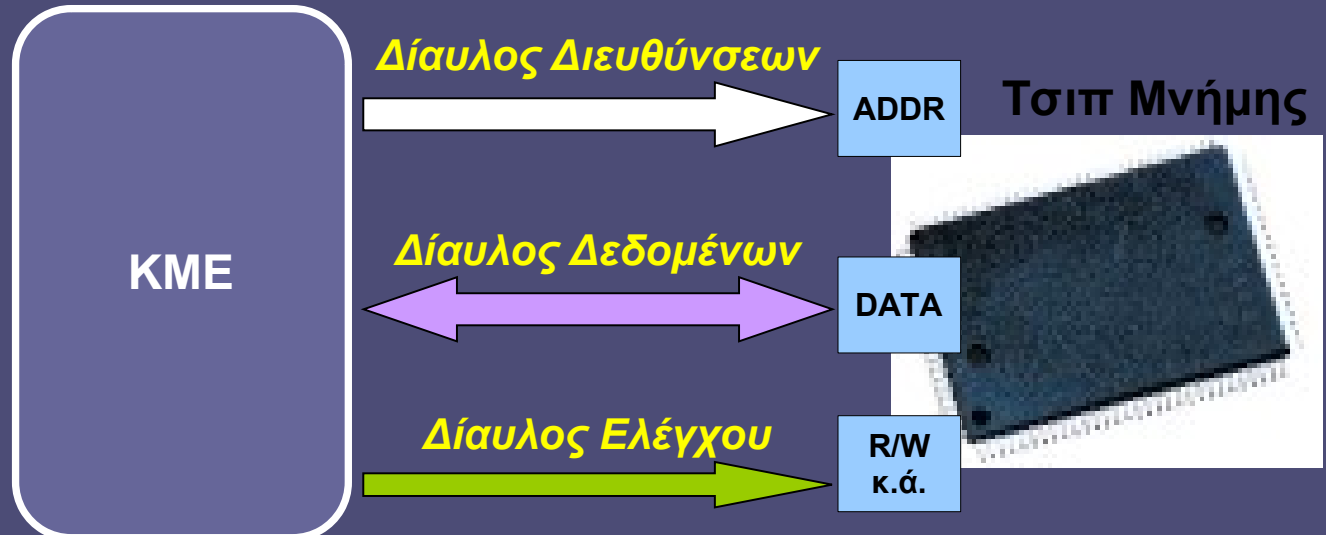 Δίαυλος Διευθύνσεων
ADDR
Τσιπ Μνήμης
ΚΜΕ
Δίαυλος Δεδομένων
DATA
Δίαυλος Ελέγχου
R/W
κ.ά.